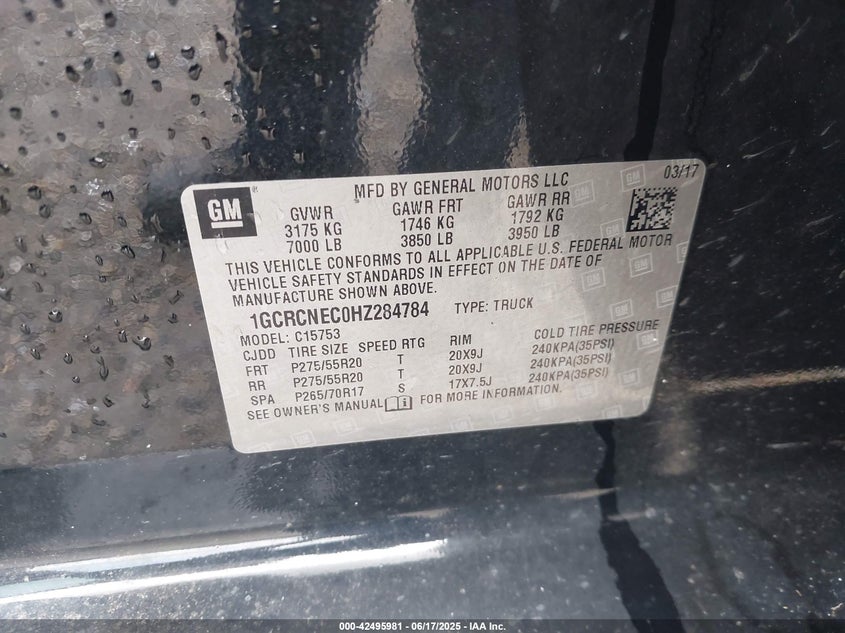 GM
MFD BY GENERAL MOTORS LLC
03/17
GVWR GAWR FRT GAWR RR
3175 KG 1746 KG 1792 KG
7000 LB 3850 LB 3950 LB
THIS VEHICLE CONFORMS TO ALL APPLICABLE U.S. FEDERAL MOTOR
VEHICLE SAFETY STANDARDS IN EFFECT ON THE DATE OF
MANUFACTURE SHOWN ABOVE.
1GCRCNEC0HZ284784 TYPE: TRUCK
MODEL: C15753
CJDD TIRE SIZE SPEED RTG RIM COLD TIRE PRESSURE
FRT P275/55R20 T 20X9J 240KPA(35PSI)
RR P275/55R20 T 20X9J 240KPA(35PSI)
SPA P265/70R17 S 17X7.5J 240KPA(35PSI)
SEE OWNER'S MANUAL FOR MORE INFORMATION.
000-42495981 - 06/17/2025 - IAA Inc.